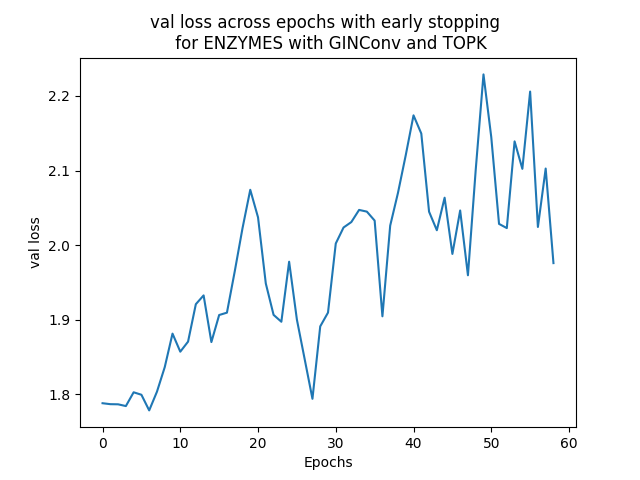 val loss across epochs with early stopping
for ENZYMES with GINConv and TOPK
2.2
2.1
2.0
1.9
1.8
val loss
0 10 20 30 40 50 60
Epochs